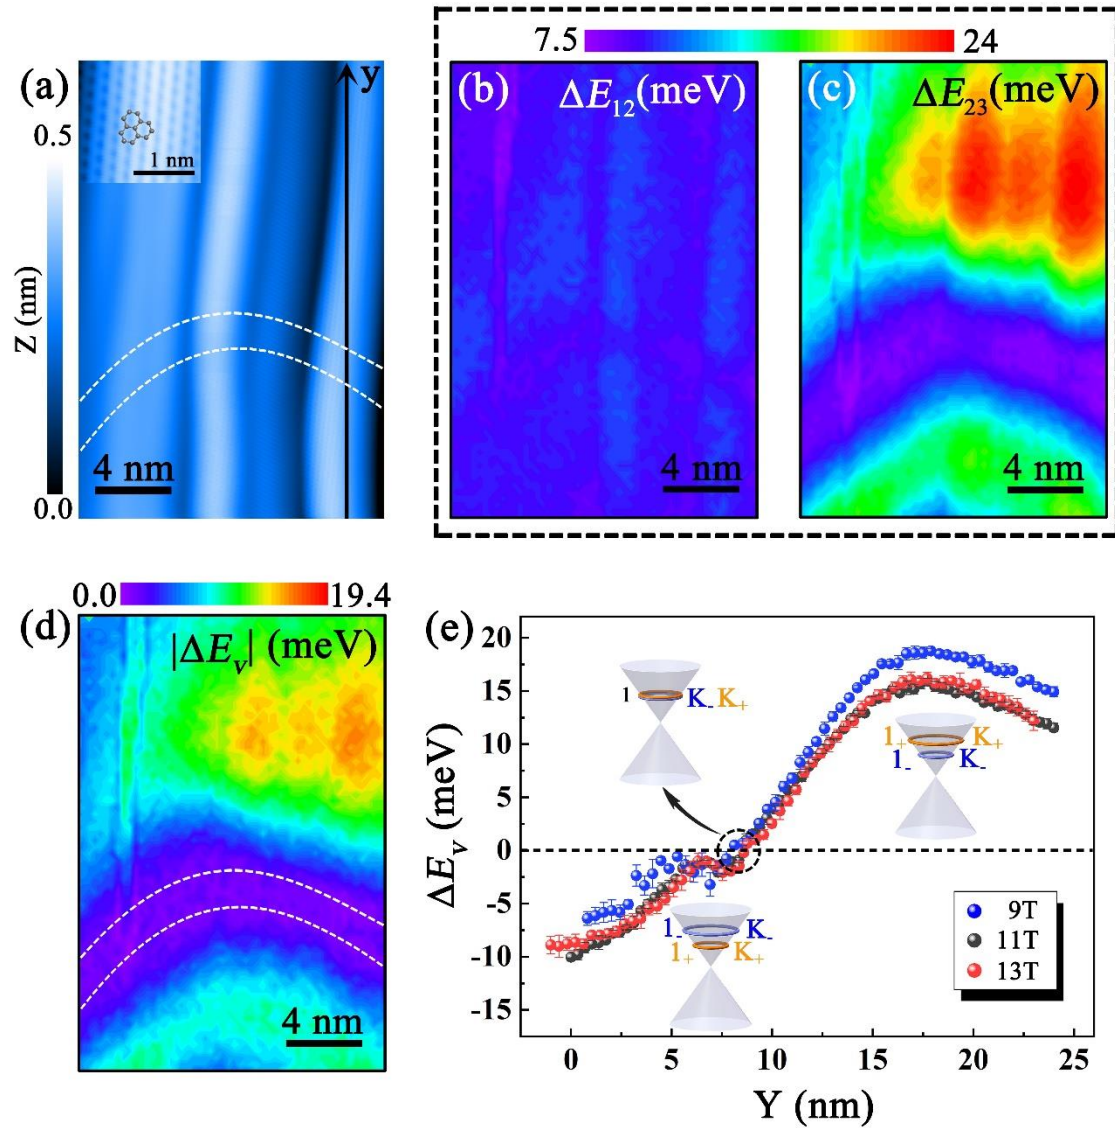 (a)
y
0.5
1 nm
Z (nm)
0.0
4 nm
7.5
24
(b) ΔE₁₂(meV)
4 nm
(c) ΔE₂₃(meV)
4 nm
0.0
19.4
(d)
|ΔEᵥ| (meV)
4 nm
(e)
ΔEᵥ (meV)
20
15
10
5
0
-5
-10
-15
1 K₋ K₊
1₊ K₊
1₋ K₋
1₋ K₋
1₊ K₊
9T
11T
13T
0 5 10 15 20 25
Y (nm)